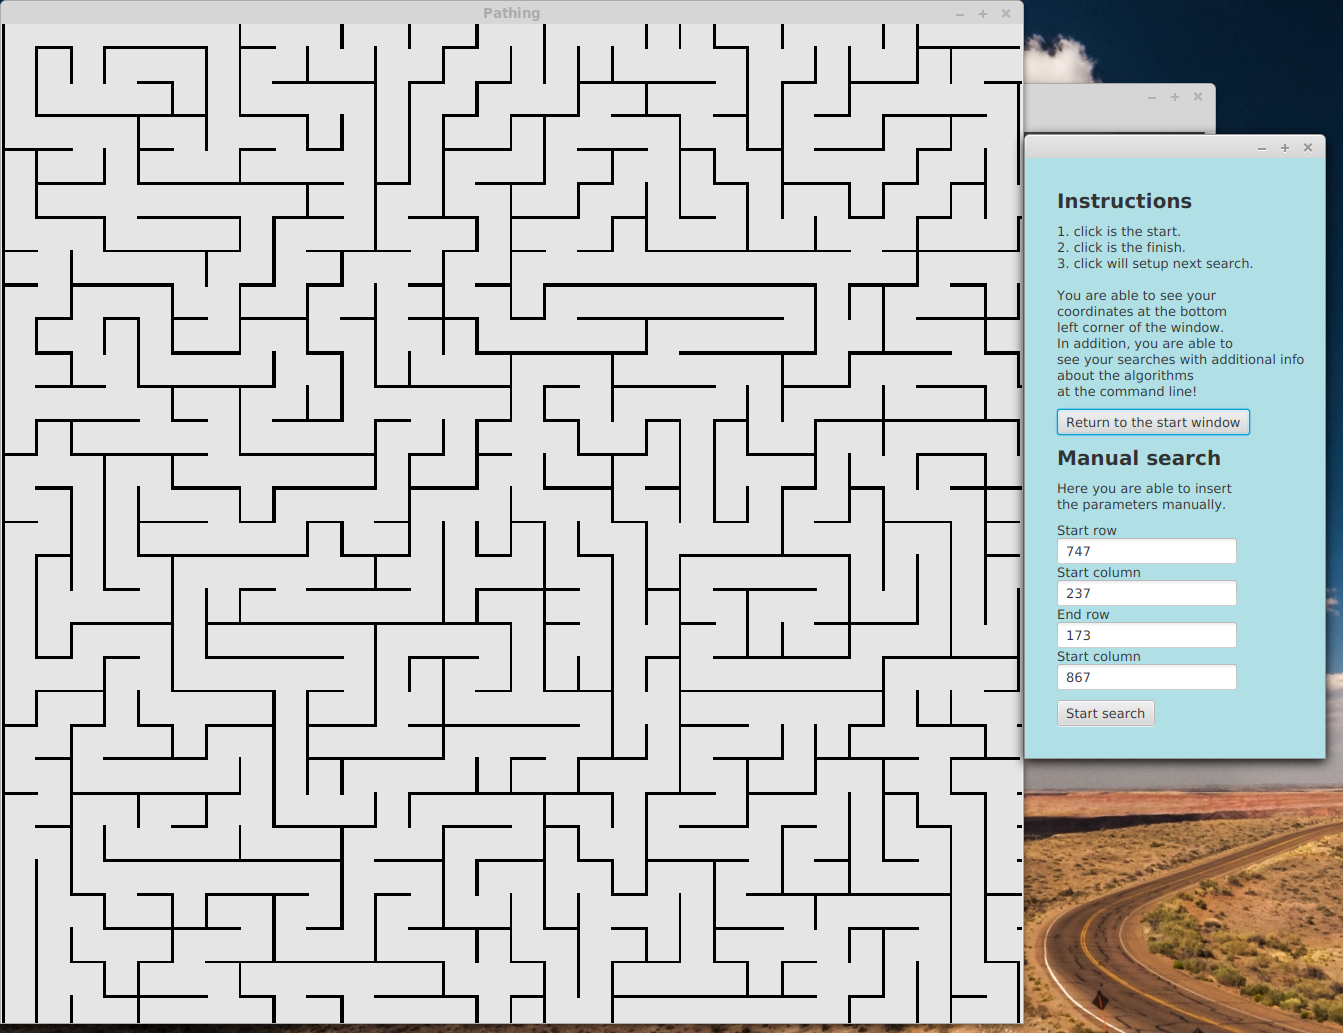 Pathing
Instructions
1. click is the start.
2. click is the finish.
3. click will setup next search.
You are able to see your
coordinates at the bottom
left corner of the window.
In addition, you are able to
see your searches with additional info
about the algorithms
at the command line!
Return to the start window
Manual search
Here you are able to insert
the parameters manually.
Start row
747
Start column
237
End row
173
Start column
867
Start search